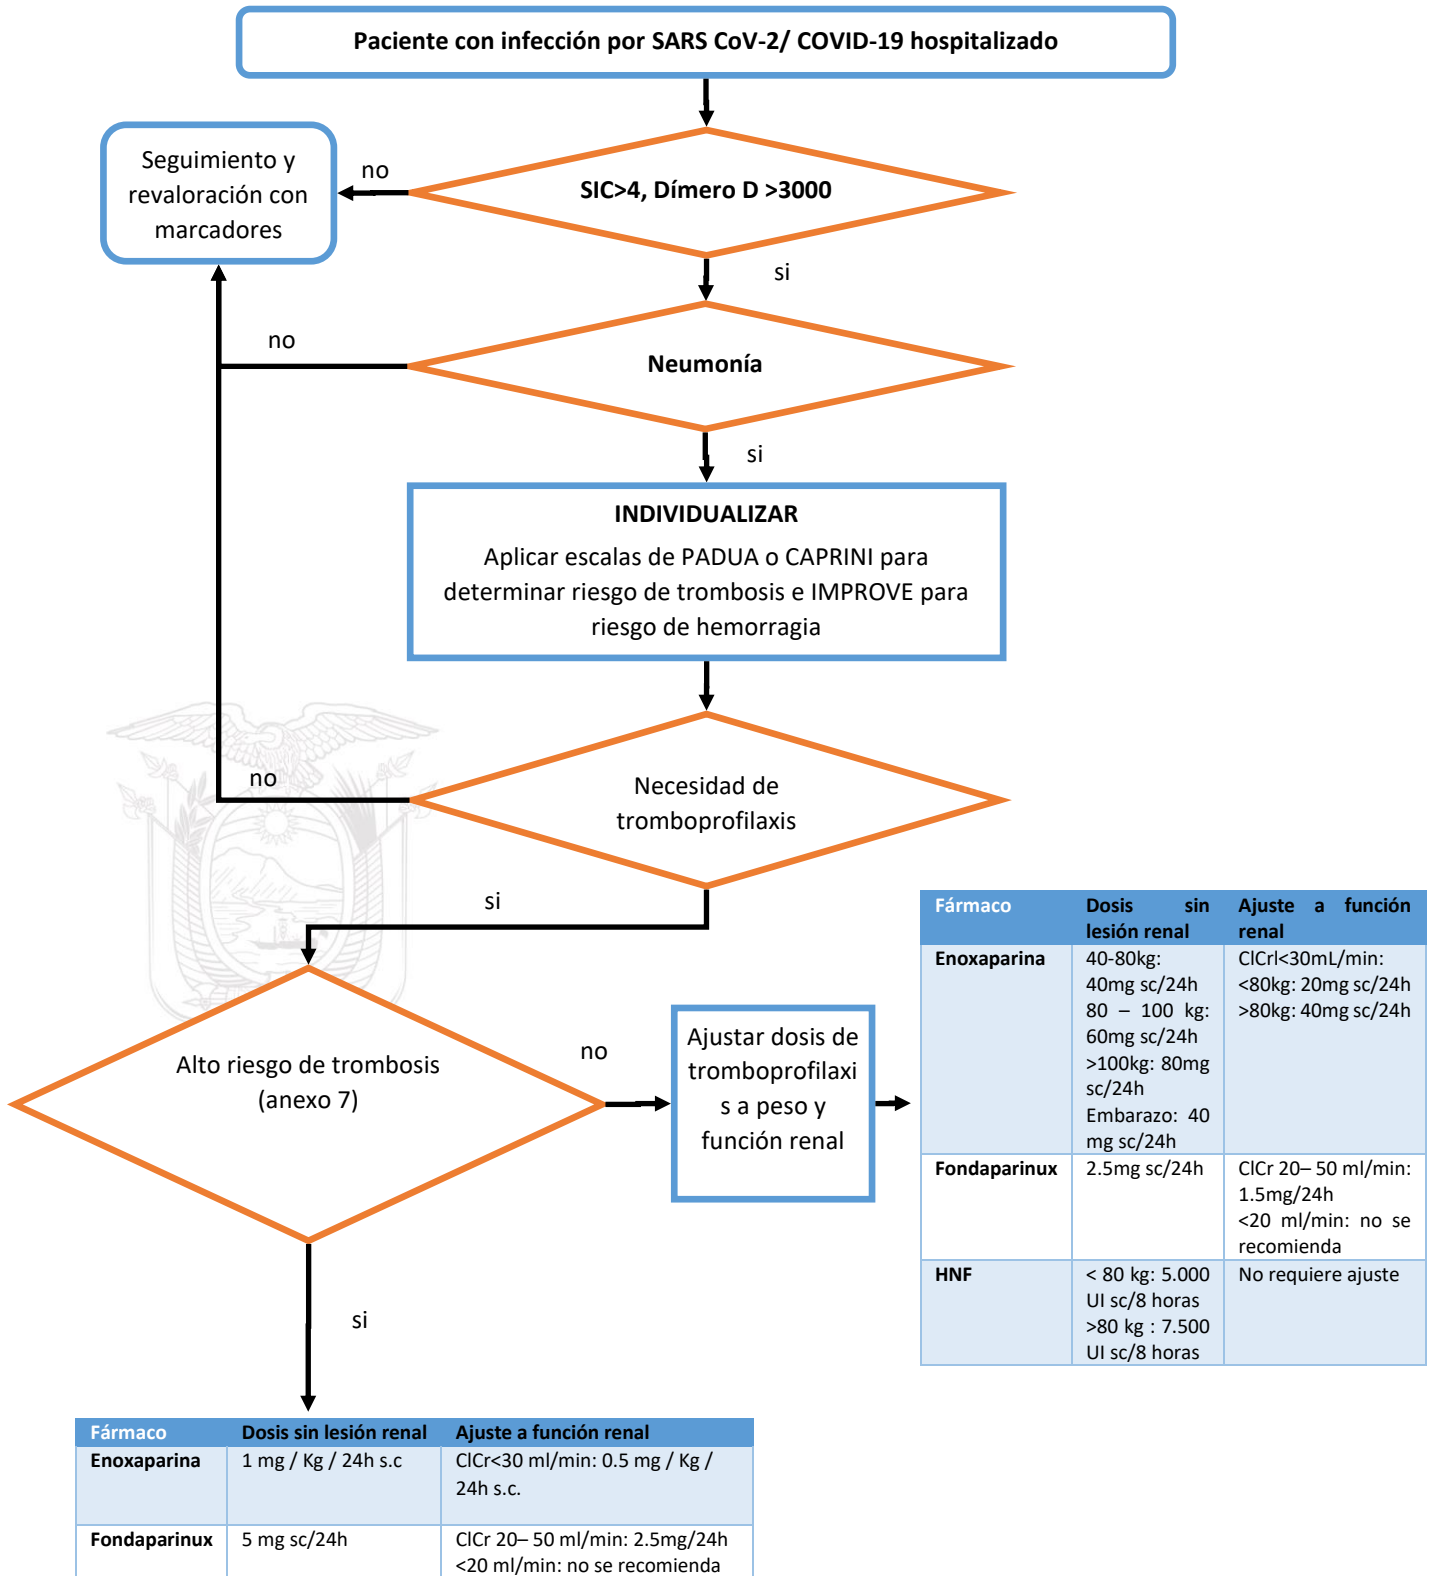 Paciente con infección por SARS CoV-2/ COVID-19 hospitalizado
Seguimiento y
revaloración con
marcadores
no
SIC>4, Dímero D >3000
si
no
Neumonía
si
INDIVIDUALIZAR
Aplicar escalas de PADUA o CAPRINI para
determinar riesgo de trombosis e IMPROVE para
riesgo de hemorragia
no
Necesidad de
tromboprofilaxis
si
Alto riesgo de trombosis
(anexo 7)
no
Ajustar dosis de
tromboprofilaxi
s a peso y
función renal
Fármaco
Dosis sin
lesión renal
Ajuste a función
renal
Enoxaparina
40-80kg:
40mg sc/24h
80 – 100 kg:
60mg sc/24h
>100kg: 80mg
sc/24h
Embarazo: 40
mg sc/24h
ClCrl<30mL/min:
<80kg: 20mg sc/24h
>80kg: 40mg sc/24h
Fondaparinux
2.5mg sc/24h
ClCr 20– 50 ml/min:
1.5mg/24h
<20 ml/min: no se
recomienda
HNF
< 80 kg: 5.000
UI sc/8 horas
>80 kg : 7.500
UI sc/8 horas
No requiere ajuste
si
Fármaco
Dosis sin lesión renal
Ajuste a función renal
Enoxaparina
1 mg / Kg / 24h s.c
ClCr<30 ml/min: 0.5 mg / Kg /
24h s.c.
Fondaparinux
5 mg sc/24h
ClCr 20– 50 ml/min: 2.5mg/24h
<20 ml/min: no se recomienda